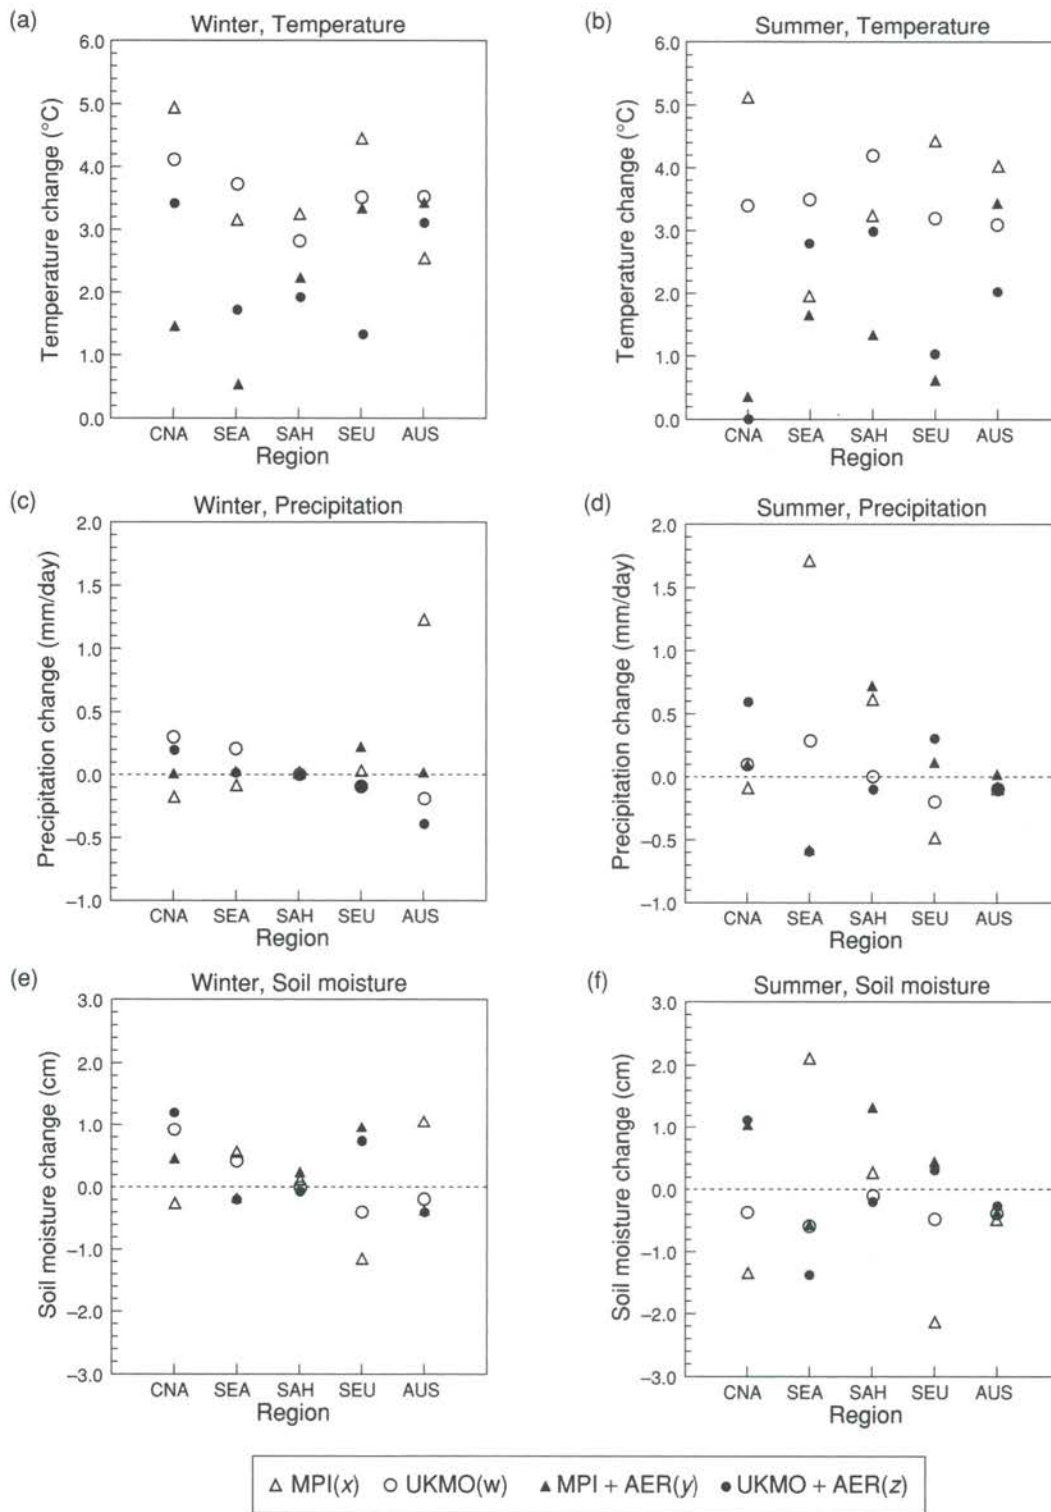 (a) Winter, Temperature
6.0
5.0
4.0
3.0
2.0
1.0
0.0
Temperature change (°C)
CNA SEA SAH SEU AUS
Region
(b) Summer, Temperature
6.0
5.0
4.0
3.0
2.0
1.0
0.0
Temperature change (°C)
CNA SEA SAH SEU AUS
Region
(c) Winter, Precipitation
2.0
1.5
1.0
0.5
0.0
−0.5
−1.0
Precipitation change (mm/day)
CNA SEA SAH SEU AUS
Region
(d) Summer, Precipitation
2.0
1.5
1.0
0.5
0.0
−0.5
−1.0
Precipitation change (mm/day)
CNA SEA SAH SEU AUS
Region
(e) Winter, Soil moisture
3.0
2.0
1.0
0.0
−1.0
−2.0
−3.0
Soil moisture change (cm)
CNA SEA SAH SEU AUS
Region
(f) Summer, Soil moisture
3.0
2.0
1.0
0.0
−1.0
−2.0
−3.0
Soil moisture change (cm)
CNA SEA SAH SEU AUS
Region
MPI(x) UKMO(w) MPI + AER(y) UKMO + AER(z)